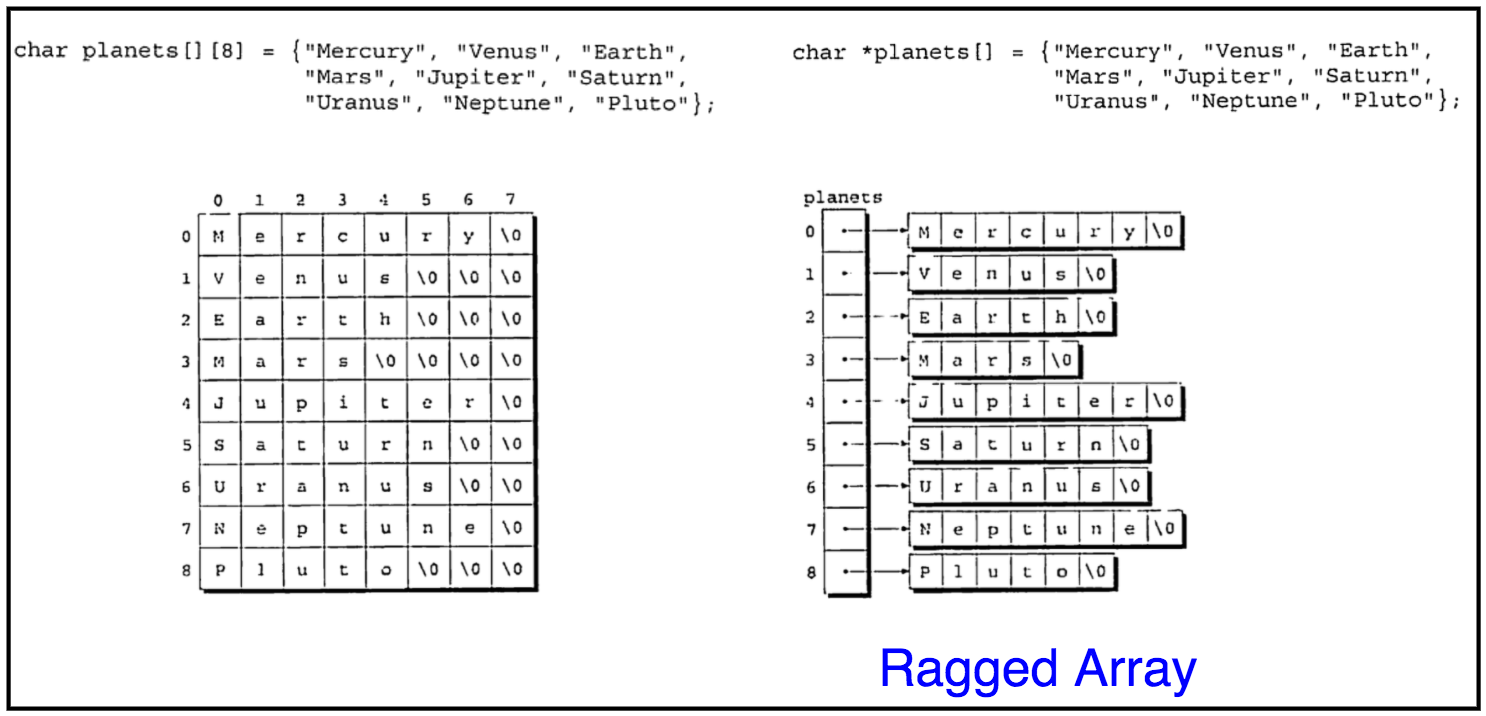 char planets[][8] = {"Mercury", "Venus", "Earth",
"Mars", "Jupiter", "Saturn",
"Uranus", "Neptune", "Pluto"};
0 1 2 3 4 5 6 7
0 M e r c u r y \0
1 V e n u s \0 \0 \0
2 E a r t h \0 \0 \0
3 M a r s \0 \0 \0 \0
4 J u p i t e r \0
5 S a t u r n \0 \0
6 U r a n u s \0 \0
7 N e p t u n e \0
8 P l u t o \0 \0 \0
char *planets[] = {"Mercury", "Venus", "Earth",
"Mars", "Jupiter", "Saturn",
"Uranus", "Neptune", "Pluto"};
planets
0 M e r c u r y \0
1 V e n u s \0
2 E a r t h \0
3 M a r s \0
4 J u p i t e r \0
5 S a t u r n \0
6 U r a n u s \0
7 N e p t u n e \0
8 P l u t o \0
Ragged Array